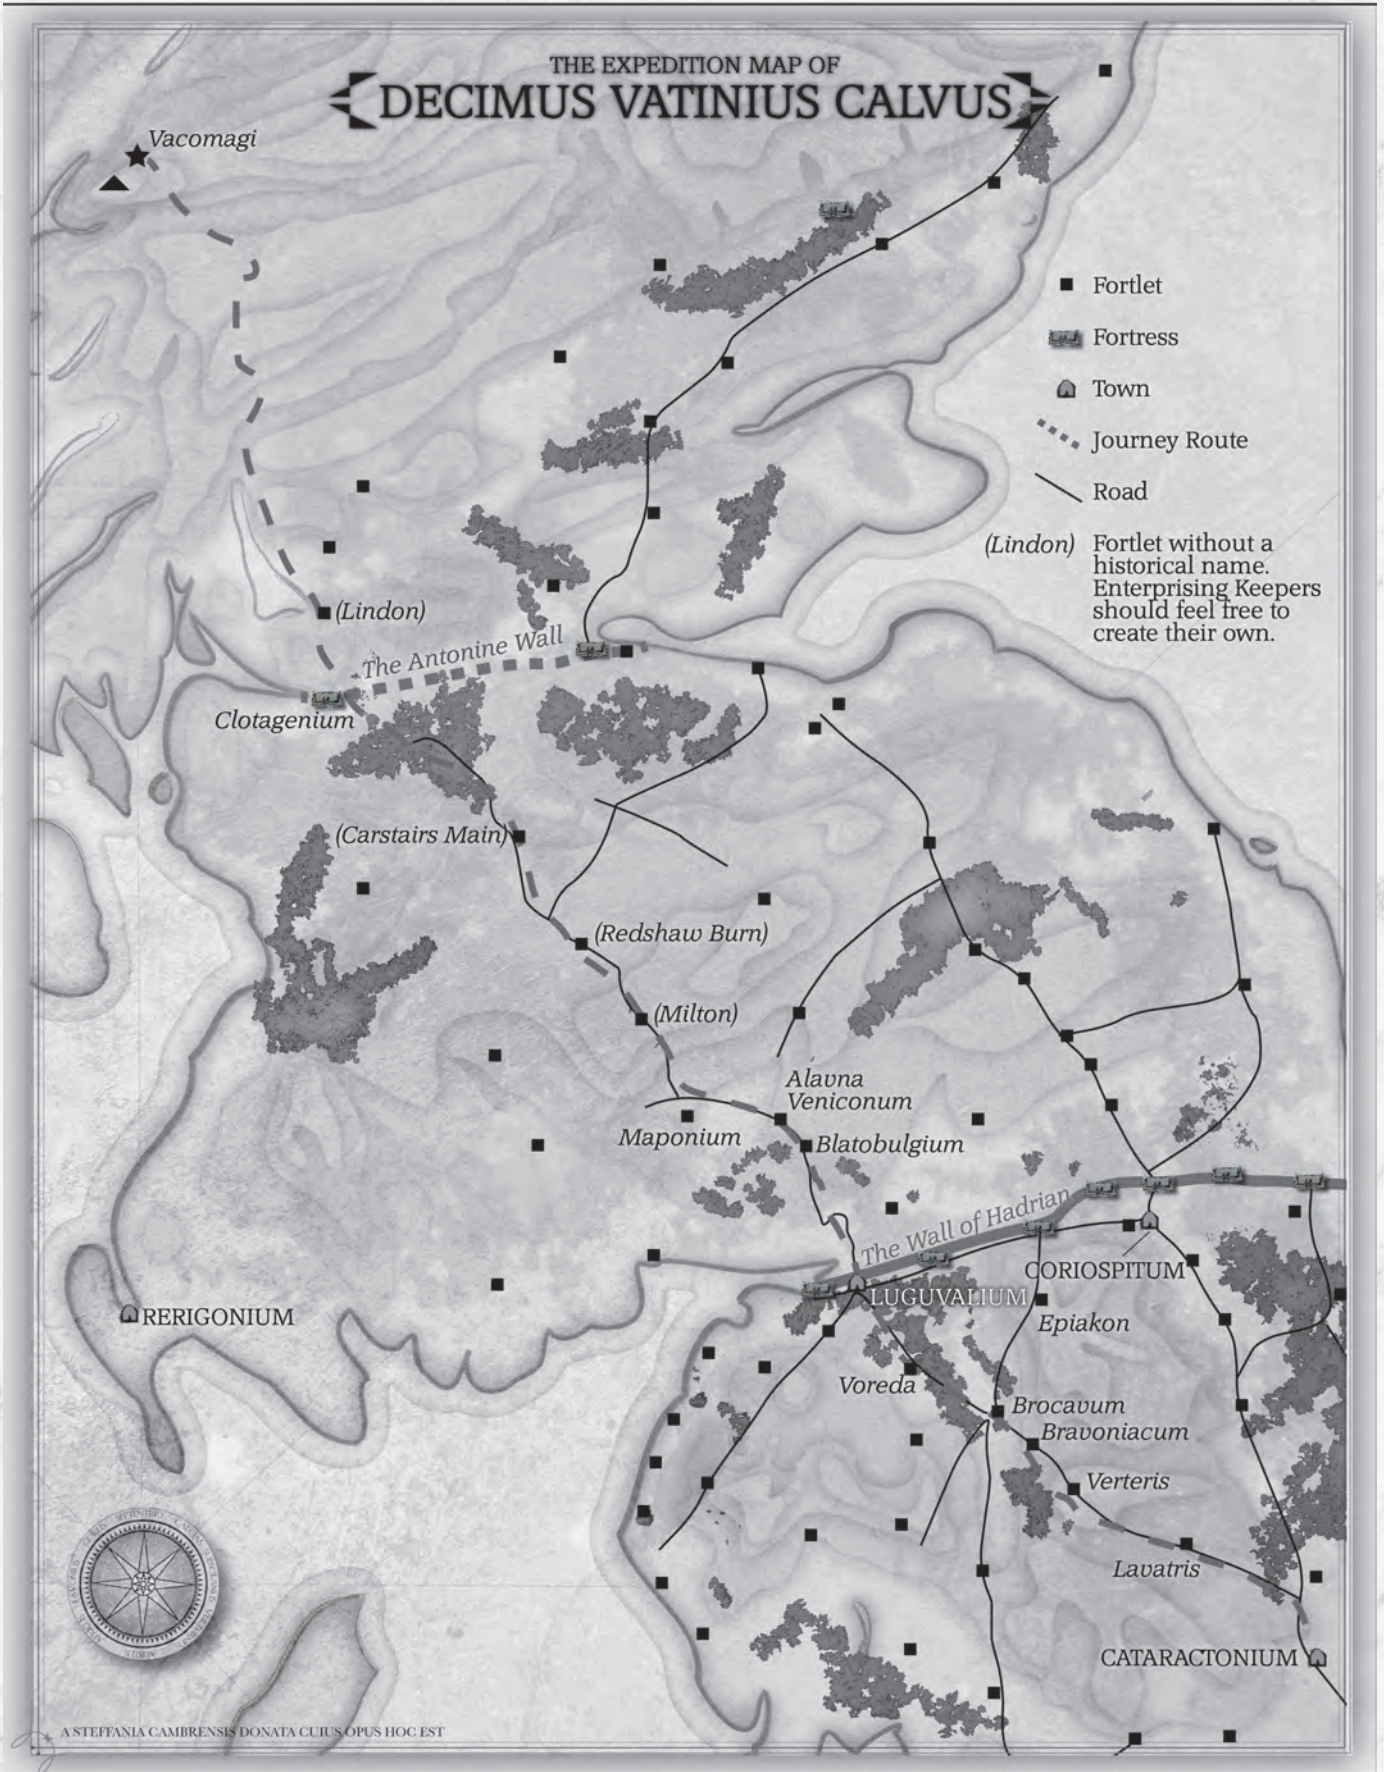 THE EXPEDITION MAP OF
DECIMUS VATINIUS CALVUS
Vacomagi
Fortlet
Fortress
Town
Journey Route
Road
(Lindon) Fortlet without a
historical name.
Enterprising Keepers
should feel free to
create their own.
(Lindon)
The Antonine Wall
Clotagenium
(Carstairs Main)
(Redshaw Burn)
(Milton)
Alavna
Veniconum
Maponium
Blatobulgium
The Wall of Hadrian
CORIOSPITUM
LUGUVALIUM
RERIGONIUM
Epiakon
Voreda
Brocavum
Bravoniacum
Verteris
Lavatris
CATARACTONIUM
A STEFFANIA CAMBRENSIS DONATA CUIUS OPUS HOC EST